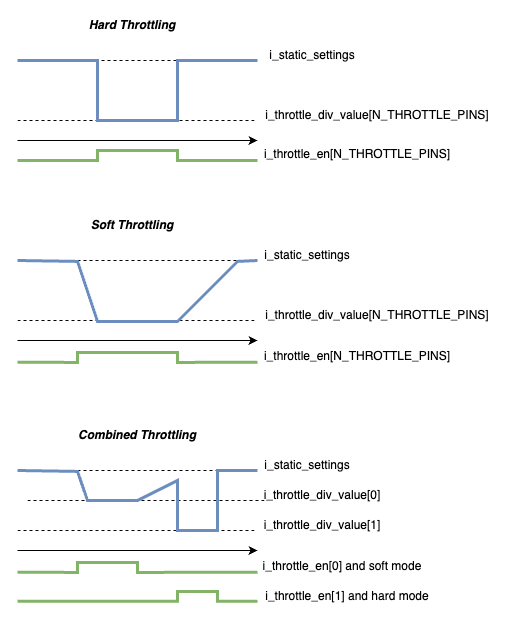 Hard Throttling
i_static_settings
i_throttle_div_value[N_THROTTLE_PINS]
i_throttle_en[N_THROTTLE_PINS]
Soft Throttling
i_static_settings
i_throttle_div_value[N_THROTTLE_PINS]
i_throttle_en[N_THROTTLE_PINS]
Combined Throttling
i_static_settings
i_throttle_div_value[0]
i_throttle_div_value[1]
i_throttle_en[0] and soft mode
i_throttle_en[1] and hard mode